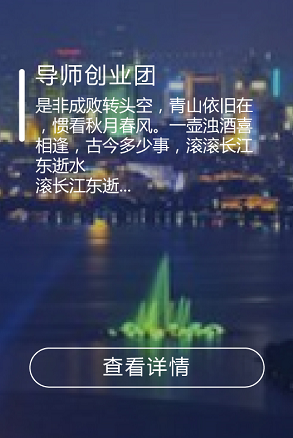 导师创业团
是非成败转头空，青山依旧在
，惯看秋月春风。一壶浊酒喜
相逢，古今多少事，滚滚长江
东逝水
滚长江东逝...
查看详情